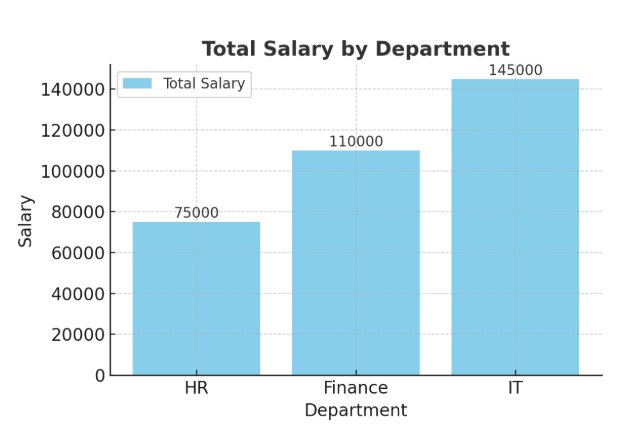 Total Salary by Department
Total Salary
145000
110000
75000
140000
120000
100000
80000
60000
40000
20000
0
Salary
HR Finance IT
Department